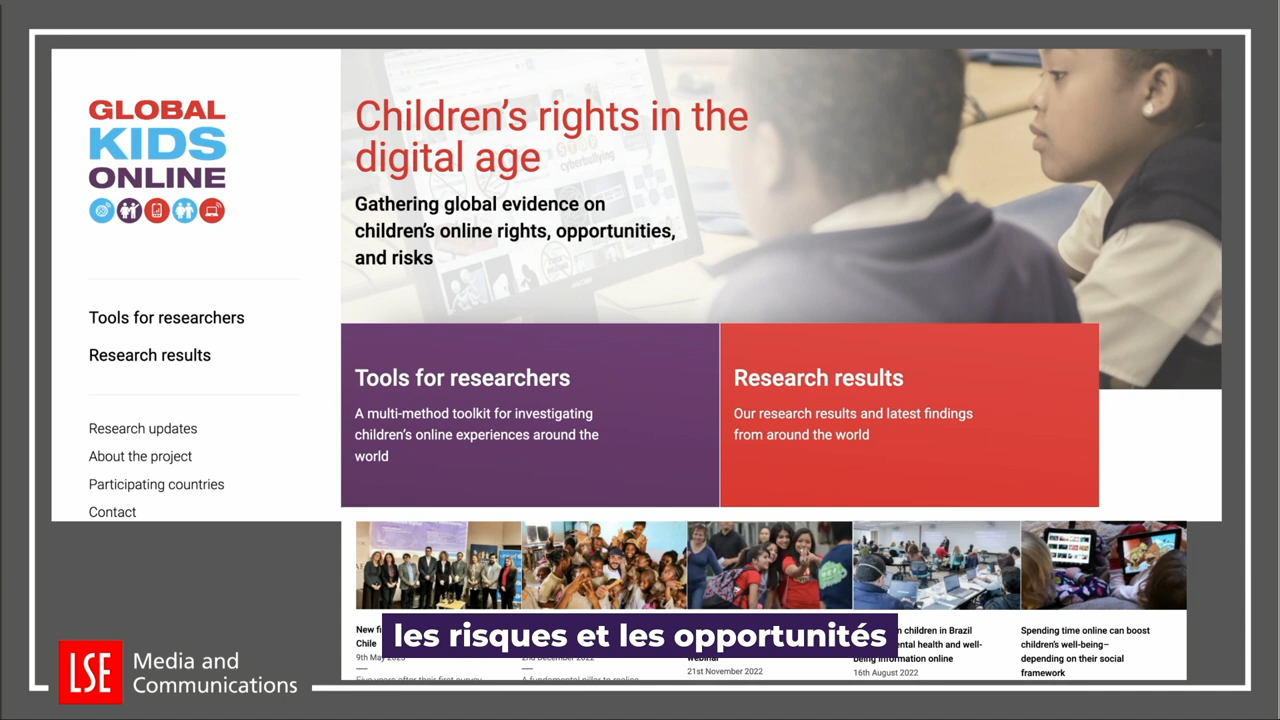 GLOBAL
KIDS
ONLINE
Tools for researchers
Research results
Research updates
About the project
Participating countries
Contact
Children's rights in the
digital age
cyberbullying
Gathering global evidence on
children's online rights, opportunities,
and risks
Tools for researchers
A multi-method toolkit for investigating
children's online experiences around the
world
Research results
Our research results and latest findings
from around the world
New fi
Chile
9th May 2023
21st November 2022
n children in Brazil
ental health and well-
being information online
16th August 2022
Spending time online can boost
children's well-being–
depending on their social
framework
les risques et les opportunités
LSE
Media and
Communications